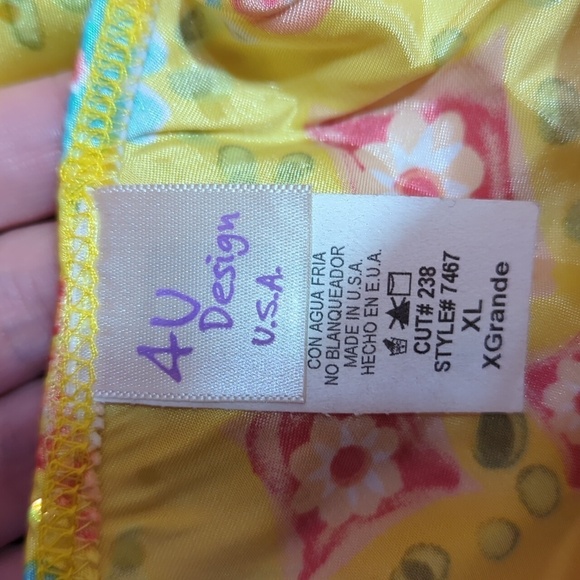 4U
Design
U.S.A.
CON AGUA FRIA
NO BLANQUEADOR
MADE IN U.S.A.
HECHO EN E.U.A.
CUT# 238
STYLE# 7467
XL
XGrande